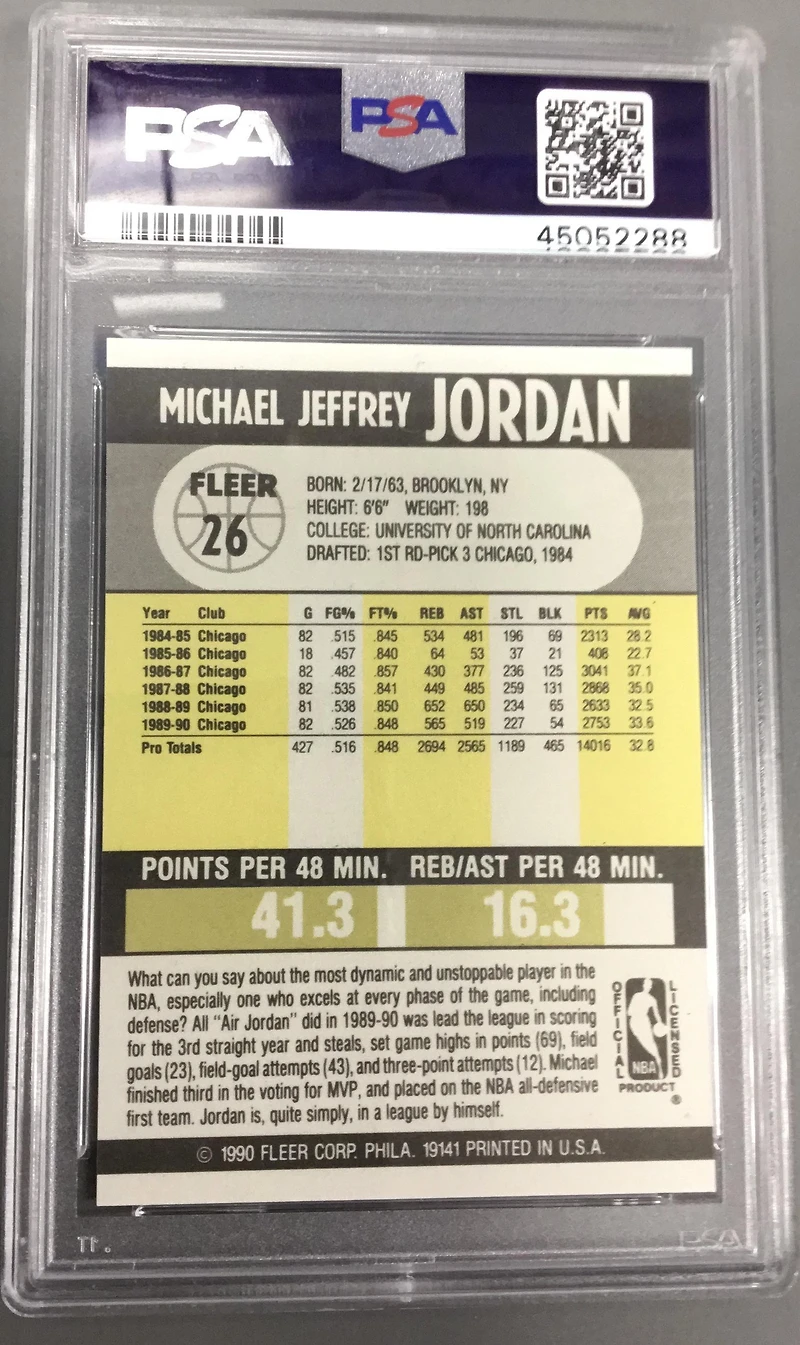 PSA PSA
45052288
MICHAEL JEFFREY JORDAN
FLEER
26
BORN: 2/17/63, BROOKLYN, NY
HEIGHT: 6'6" WEIGHT: 198
COLLEGE: UNIVERSITY OF NORTH CAROLINA
DRAFTED: 1ST RD-PICK 3 CHICAGO, 1984
Year Club G FG% FT% REB AST STL BLK PTS AVG
1984-85 Chicago 82 .515 .845 534 481 196 69 2313 28.2
1985-86 Chicago 18 .457 .840 64 53 37 21 408 22.7
1986-87 Chicago 82 .482 .857 430 377 236 125 3041 37.1
1987-88 Chicago 82 .535 .841 449 485 259 131 2868 35.0
1988-89 Chicago 81 .538 .850 652 650 234 65 2633 32.5
1989-90 Chicago 82 .526 .848 565 519 227 54 2753 33.6
Pro Totals 427 .516 .848 2694 2565 1189 465 14016 32.8
POINTS PER 48 MIN. REB/AST PER 48 MIN.
41.3 16.3
What can you say about the most dynamic and unstoppable player in the
NBA, especially one who excels at every phase of the game, including
defense? All "Air Jordan" did in 1989-90 was lead the league in scoring
for the 3rd straight year and steals, set game highs in points (69), field
goals (23), field-goal attempts (43), and three-point attempts (12). Michael
finished third in the voting for MVP, and placed on the NBA all-defensive
first team. Jordan is, quite simply, in a league by himself.
OFFICIAL
LICENSED
NBA
PRODUCT
®
© 1990 FLEER CORP. PHILA. 19141 PRINTED IN U.S.A.
PSA